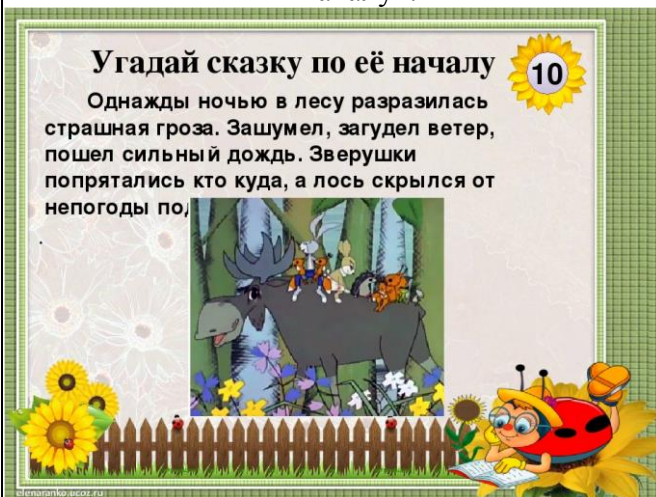 Угадай сказку по её началу
10
Однажды ночью в лесу разразилась
страшная гроза. Зашумел, загудел ветер,
пошел сильный дождь. Зверушки
попрятались кто куда, а лось скрылся от
непогоды по
.
elenaranko.ucoz.ru